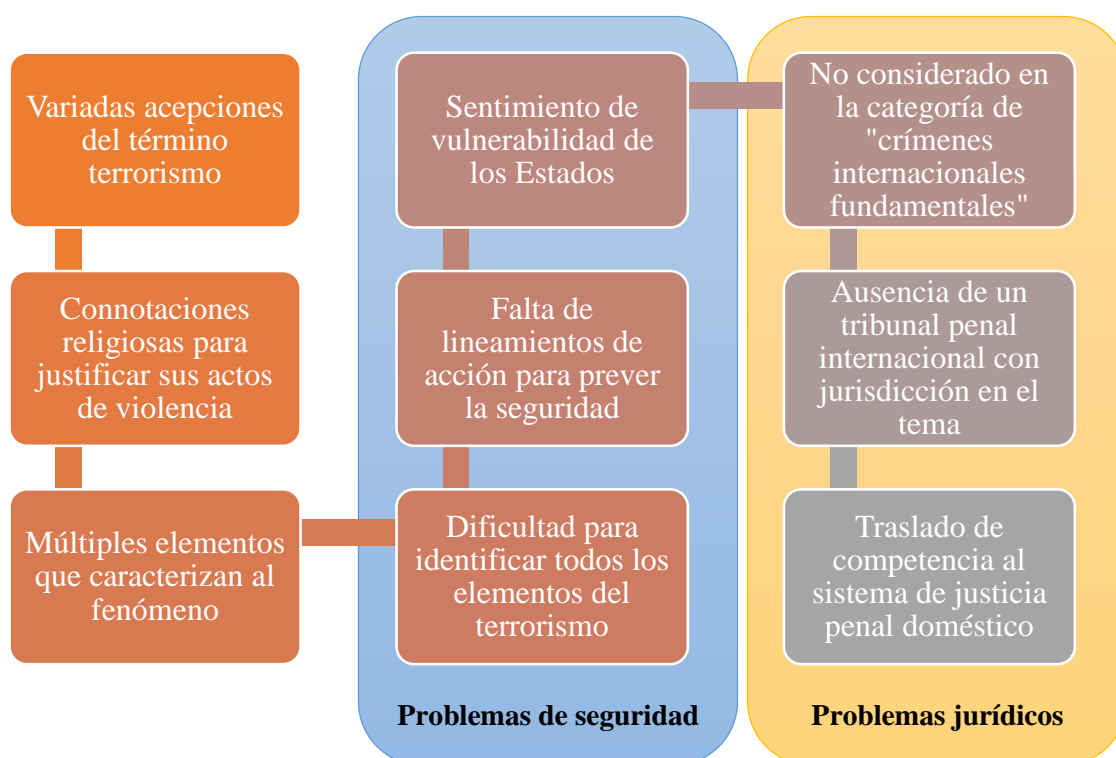 Variadas acepciones
del término
terrorismo
Connotaciones
religiosas para
justificar sus actos
de violencia
Múltiples elementos
que caracterizan al
fenómeno
Dificultad para
identificar todos los
elementos del
terrorismo
Falta de
lineamientos de
acción para prever
la seguridad
Sentimiento de
vulnerabilidad de
los Estados
No considerado en
la categoría de
"crímenes
internacionales
fundamentales"
Ausencia de un
tribunal penal
internacional con
jurisdicción en el
tema
Traslado de
competencia al
sistema de justicia
penal doméstico
Problemas de seguridad
Problemas jurídicos